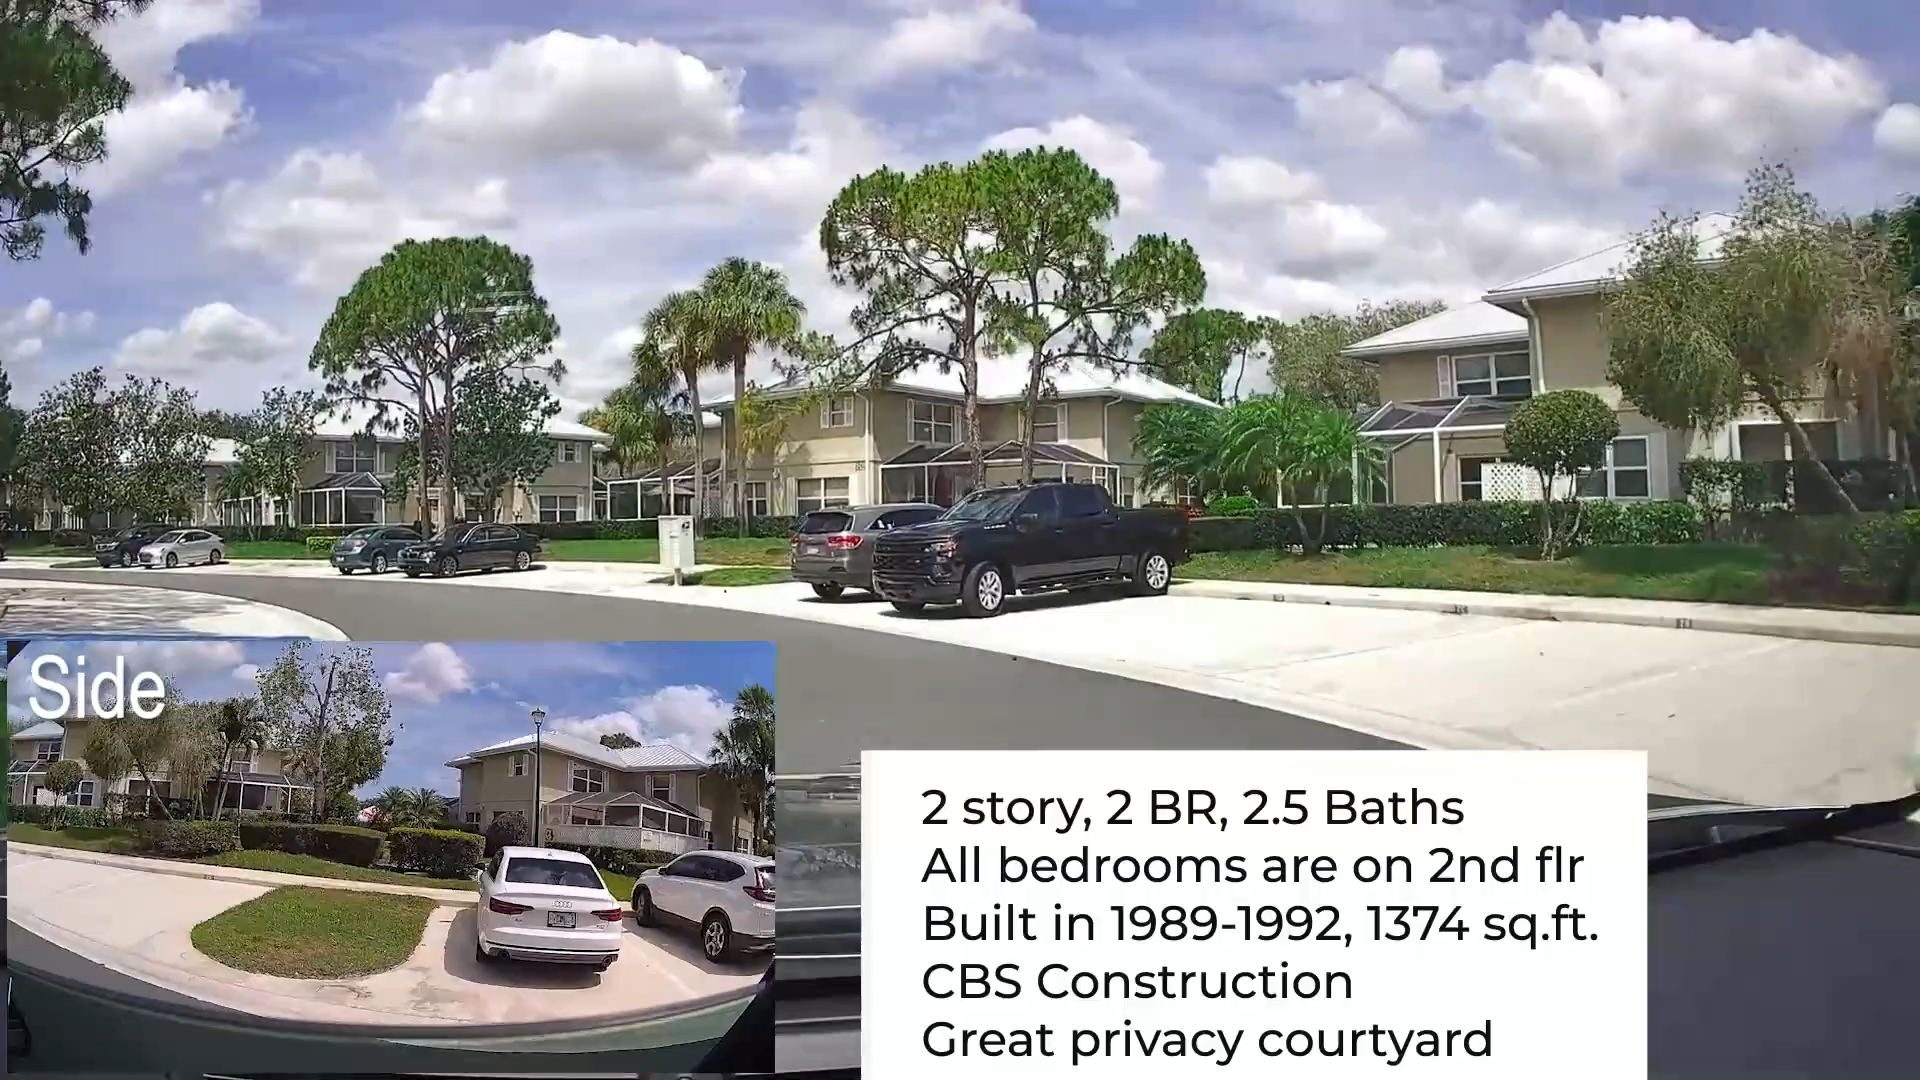 Side
2 story, 2 BR, 2.5 Baths
All bedrooms are on 2nd flr
Built in 1989-1992, 1374 sq.ft.
CBS Construction
Great privacy courtyard